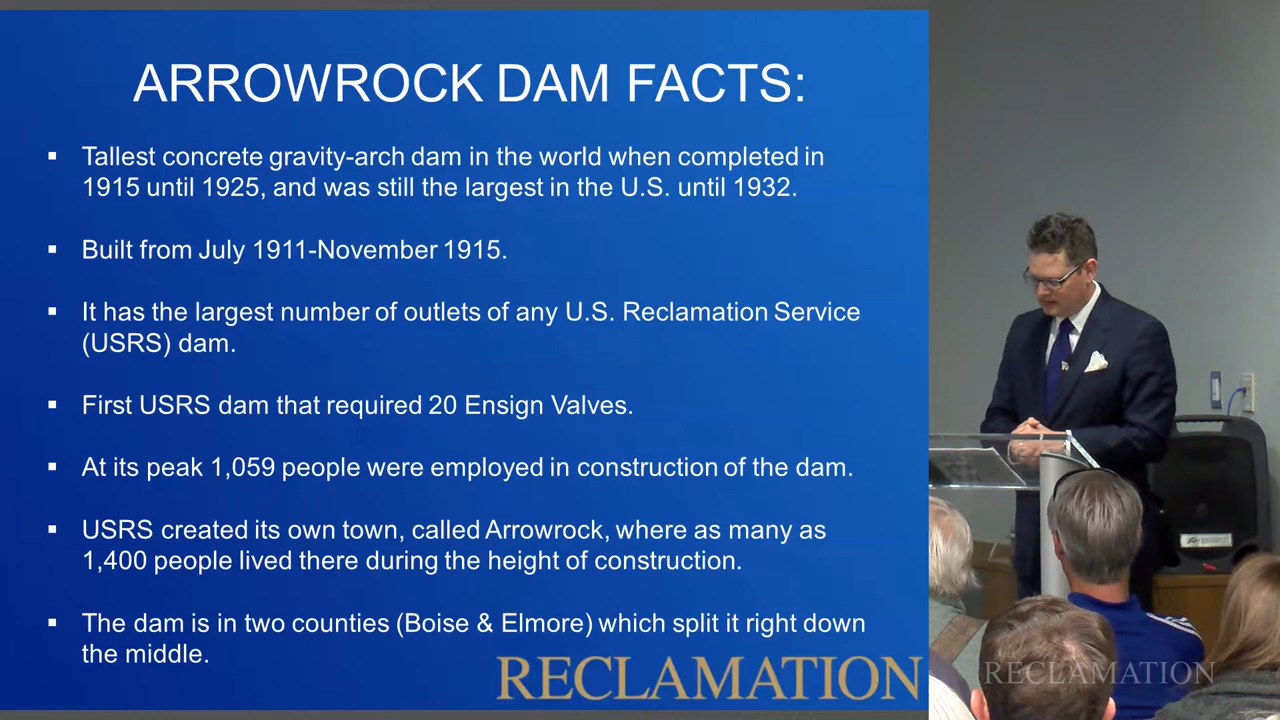 ARROWROCK DAM FACTS:
▪ Tallest concrete gravity-arch dam in the world when completed in
1915 until 1925, and was still the largest in the U.S. until 1932.
▪ Built from July 1911-November 1915.
▪ It has the largest number of outlets of any U.S. Reclamation Service
(USRS) dam.
▪ First USRS dam that required 20 Ensign Valves.
▪ At its peak 1,059 people were employed in construction of the dam.
▪ USRS created its own town, called Arrowrock, where as many as
1,400 people lived there during the height of construction.
▪ The dam is in two counties (Boise & Elmore) which split it right down
the middle.
RECLAMATION
RECLAMATION